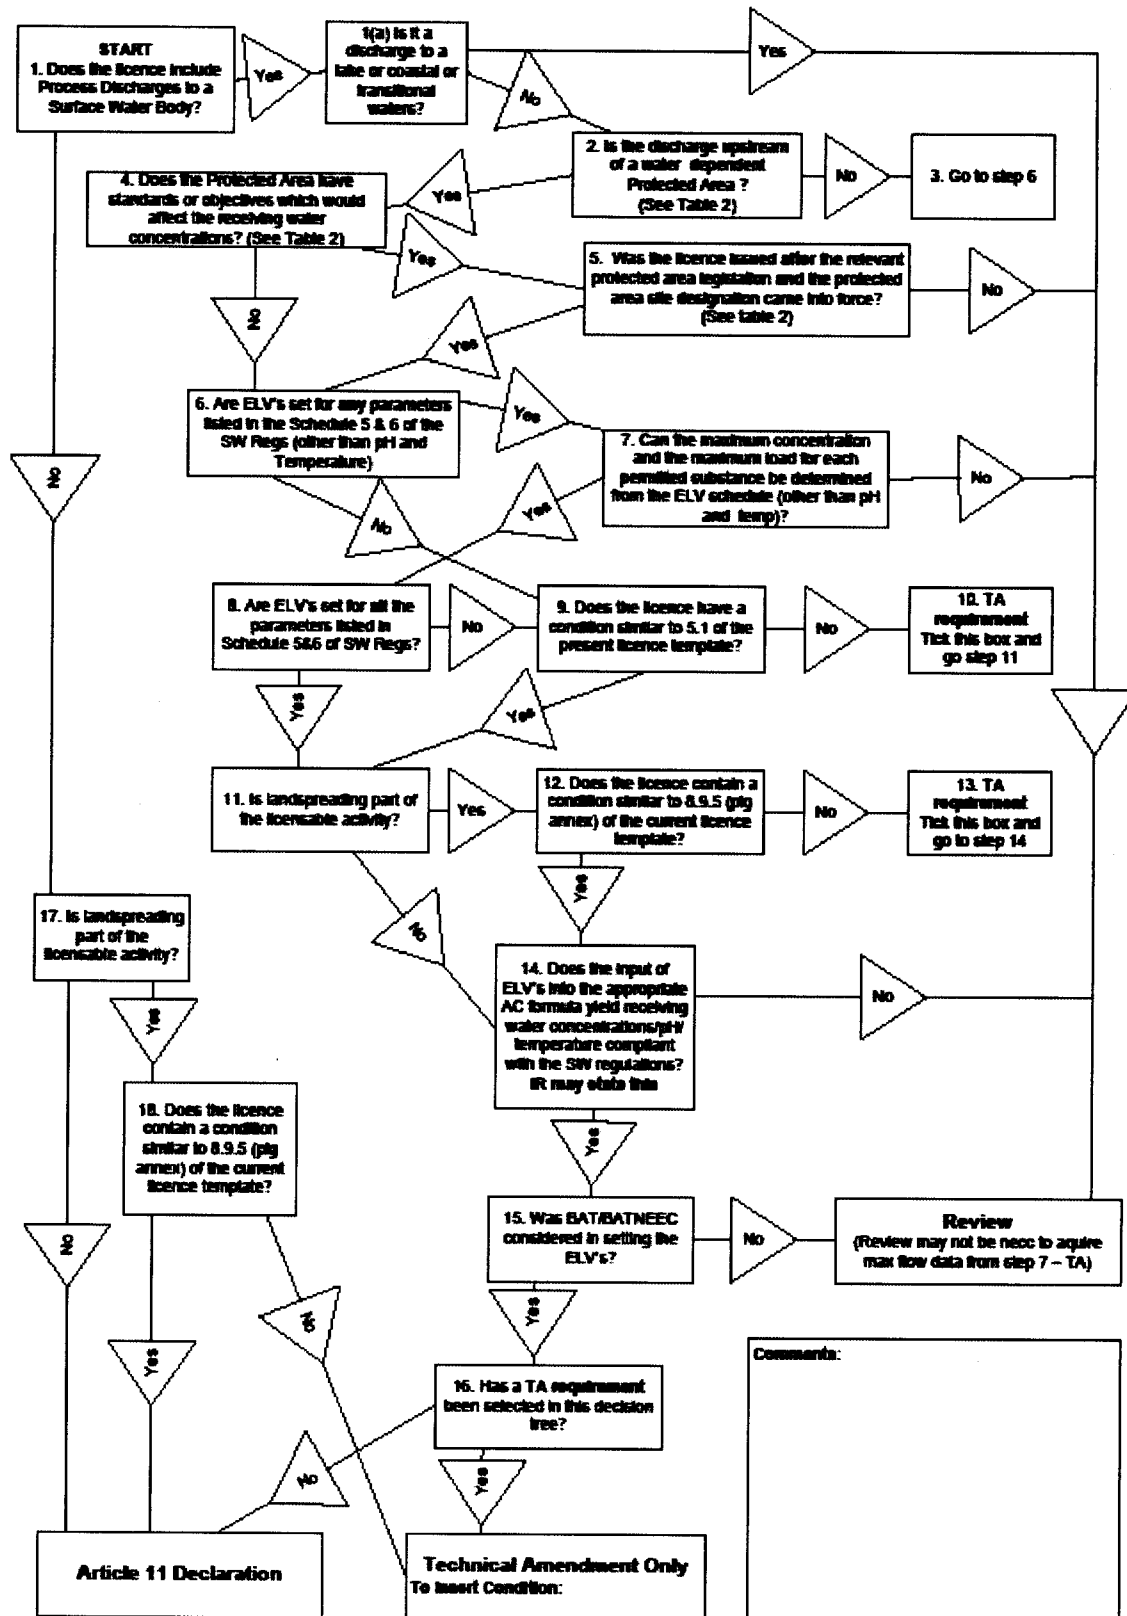 START
1. Does the licence include
Process Discharges to a
Surface Water Body?
Yes
1(a) Is it a
discharge to a
lake or coastal or
transitional
waters?
Yes
No
2. Is the discharge upstream
of a water dependent
Protected Area ?
(See Table 2)
No
3. Go to step 6
Yes
4. Does the Protected Area have
standards or objectives which would
affect the receiving water
concentrations? (See Table 2)
Yes
No
5. Was the licence issued after the relevant
protected area legislation and the protected
area site designation came into force?
(See table 2)
No
Yes
6. Are ELV's set for any parameters
listed in the Schedule 5 & 6 of the
SW Regs (other than pH and
Temperature)
Yes
No
7. Can the maximum concentration
and the maximum load for each
permitted substance be determined
from the ELV schedule (other than pH
and temp)?
No
Yes
No
8. Are ELV's set for all the
parameters listed in
Schedule 5&6 of SW Regs?
No
Yes
9. Does the licence have a
condition similar to 5.1 of the
present licence template?
No
Yes
10. TA
requirement
Tick this box and
go step 11
11. Is landspreading part of
the licensable activity?
Yes
No
12. Does the licence contain a
condition similar to 8.9.5 (pig
annex) of the current licence
template?
No
Yes
13. TA
requirement
Tick this box and
go to step 14
14. Does the input of
ELV's into the appropriate
AC formula yield receiving
water concentrations/pH/
temperature compliant
with the SW regulations?
IR may state this
No
Yes
17. Is landspreading
part of the
licensable activity?
Yes
No
18. Does the licence
contain a condition
similar to 8.9.5 (pig
annex) of the current
licence template?
No
Yes
15. Was BAT/BATNEEC
considered in setting the
ELV's?
No
Yes
Review
(Review may not be necc to aquire
max flow data from step 7 – TA)
16. Has a TA requirement
been selected in this decision
tree?
No
Yes
Comments:
Article 11 Declaration
Technical Amendment Only
To Insert Condition: